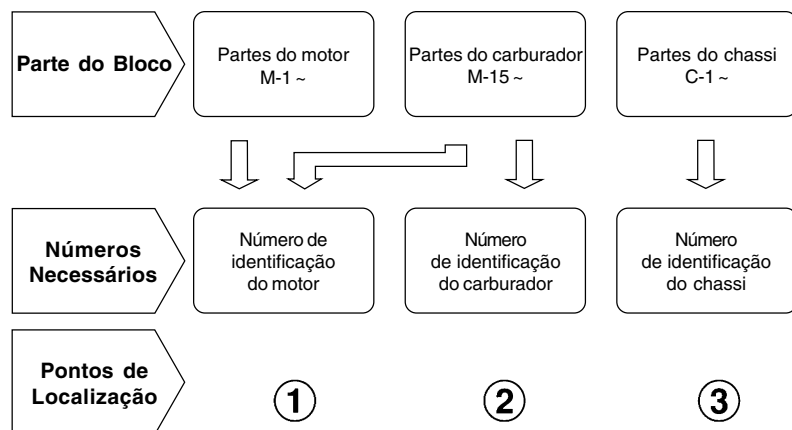 Parte do Bloco
Partes do motor
M-1 ~
Partes do carburador
M-15 ~
Partes do chassi
C-1 ~
Números
Necessários
Número de
identificação
do motor
Número
de identificação
do carburador
Número
de identificação
do chassi
Pontos de
Localização
1
2
3